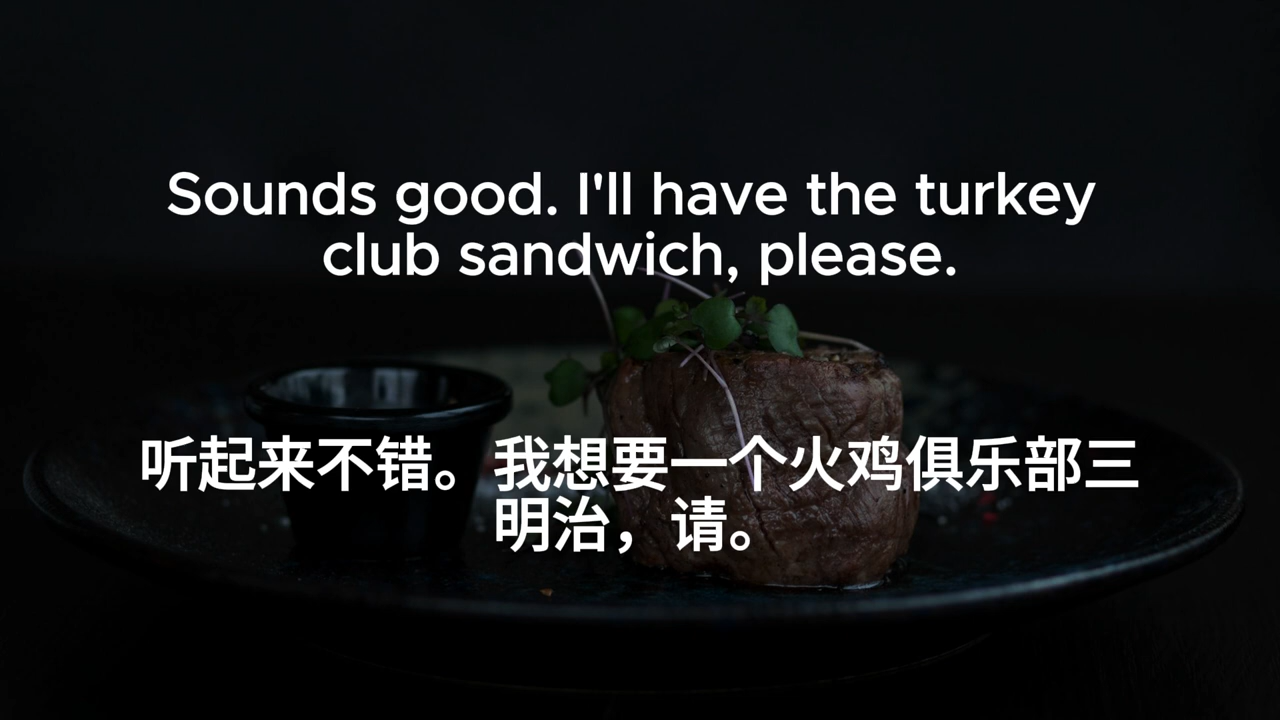 Sounds good. I'll have the turkey
club sandwich, please.
听起来不错。我想要一个火鸡俱乐部三
明治，请。